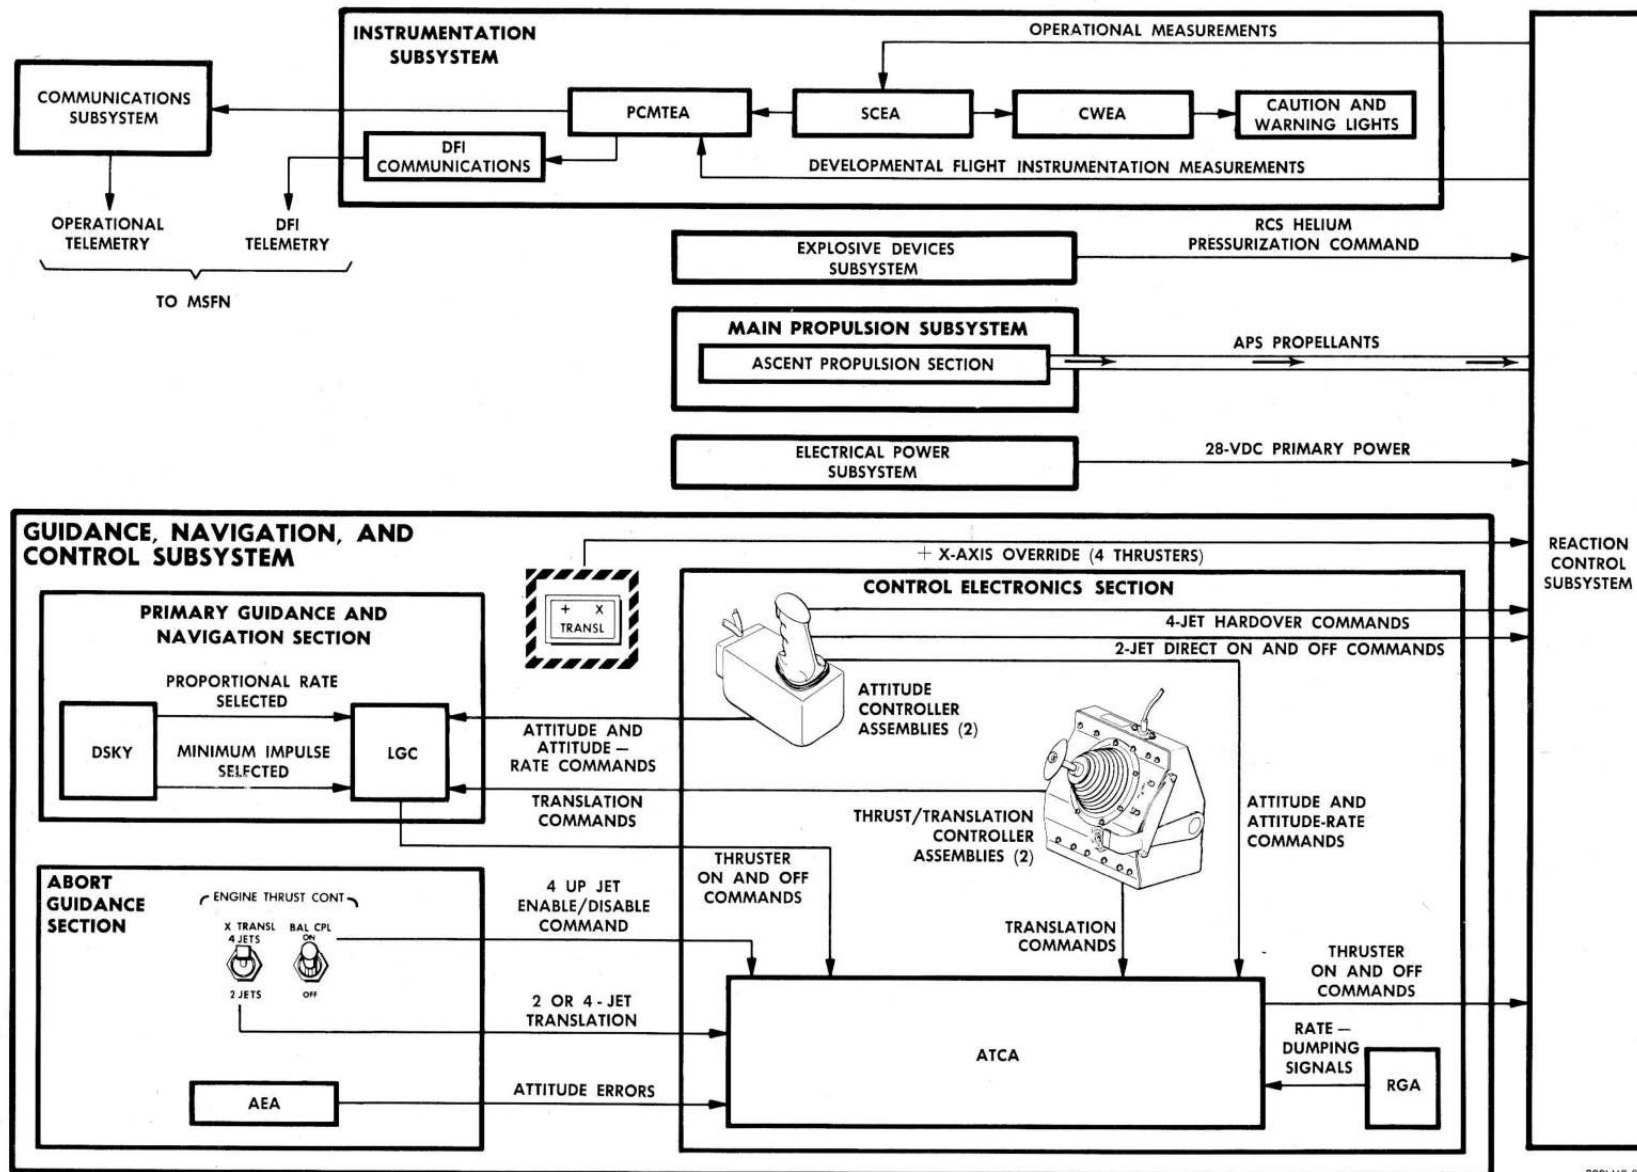 INSTRUMENTATION
SUBSYSTEM
OPERATIONAL MEASUREMENTS
COMMUNICATIONS
SUBSYSTEM
PCMTEA
SCEA
CWEA
CAUTION AND
WARNING LIGHTS
DFI
COMMUNICATIONS
DEVELOPMENTAL FLIGHT INSTRUMENTATION MEASUREMENTS
OPERATIONAL
TELEMETRY
DFI
TELEMETRY
TO MSFN
EXPLOSIVE DEVICES
SUBSYSTEM
RCS HELIUM
PRESSURIZATION COMMAND
MAIN PROPULSION SUBSYSTEM
ASCENT PROPULSION SECTION
APS PROPELLANTS
ELECTRICAL POWER
SUBSYSTEM
28-VDC PRIMARY POWER
REACTION
CONTROL
SUBSYSTEM
GUIDANCE, NAVIGATION, AND
CONTROL SUBSYSTEM
+ X-AXIS OVERRIDE (4 THRUSTERS)
+ X
TRANSL
PRIMARY GUIDANCE AND
NAVIGATION SECTION
PROPORTIONAL RATE
SELECTED
DSKY
MINIMUM IMPULSE
SELECTED
LGC
CONTROL ELECTRONICS SECTION
4-JET HARDOVER COMMANDS
2-JET DIRECT ON AND OFF COMMANDS
ATTITUDE
CONTROLLER
ASSEMBLIES (2)
ATTITUDE AND
ATTITUDE —
RATE COMMANDS
TRANSLATION
COMMANDS
THRUST/TRANSLATION
CONTROLLER
ASSEMBLIES (2)
ATTITUDE AND
ATTITUDE-RATE
COMMANDS
THRUSTER
ON AND OFF
COMMANDS
TRANSLATION
COMMANDS
ABORT
GUIDANCE
SECTION
ENGINE THRUST CONT
X TRANSL
4 JETS
2 JETS
BAL CPL
ON
OFF
4 UP JET
ENABLE/DISABLE
COMMAND
2 OR 4 - JET
TRANSLATION
AEA
ATTITUDE ERRORS
ATCA
THRUSTER
ON AND OFF
COMMANDS
RATE —
DUMPING
SIGNALS
RGA